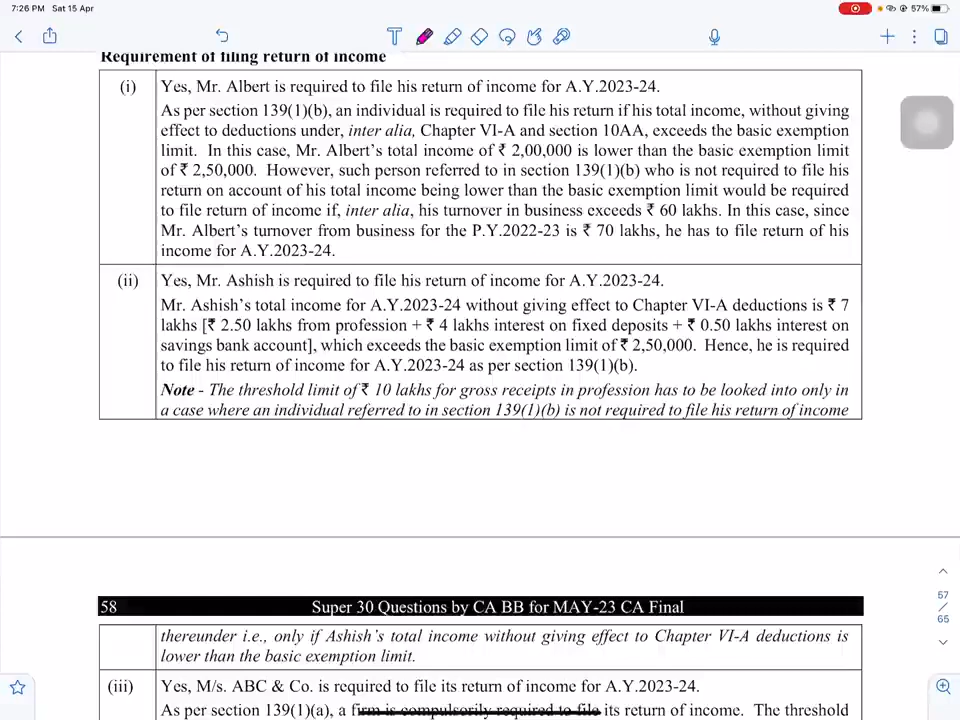 7:26 PM Sat 15 Apr
57%
Requirement of filing return of income
(i) Yes, Mr. Albert is required to file his return of income for A.Y.2023-24.
As per section 139(1)(b), an individual is required to file his return if his total income, without giving
effect to deductions under, inter alia, Chapter VI-A and section 10AA, exceeds the basic exemption
limit. In this case, Mr. Albert's total income of ₹ 2,00,000 is lower than the basic exemption limit
of ₹ 2,50,000. However, such person referred to in section 139(1)(b) who is not required to file his
return on account of his total income being lower than the basic exemption limit would be required
to file return of income if, inter alia, his turnover in business exceeds ₹ 60 lakhs. In this case, since
Mr. Albert's turnover from business for the P.Y.2022-23 is ₹ 70 lakhs, he has to file return of his
income for A.Y.2023-24.
(ii) Yes, Mr. Ashish is required to file his return of income for A.Y.2023-24.
Mr. Ashish's total income for A.Y.2023-24 without giving effect to Chapter VI-A deductions is ₹ 7
lakhs [₹ 2.50 lakhs from profession + ₹ 4 lakhs interest on fixed deposits + ₹ 0.50 lakhs interest on
savings bank account], which exceeds the basic exemption limit of ₹ 2,50,000. Hence, he is required
to file his return of income for A.Y.2023-24 as per section 139(1)(b).
Note - The threshold limit of ₹ 10 lakhs for gross receipts in profession has to be looked into only in
a case where an individual referred to in section 139(1)(b) is not required to file his return of income
57
/
65
58 Super 30 Questions by CA BB for MAY-23 CA Final
thereunder i.e., only if Ashish's total income without giving effect to Chapter VI-A deductions is
lower than the basic exemption limit.
(iii) Yes, M/s. ABC & Co. is required to file its return of income for A.Y.2023-24.
As per section 139(1)(a), a firm is compulsorily required to file its return of income. The threshold